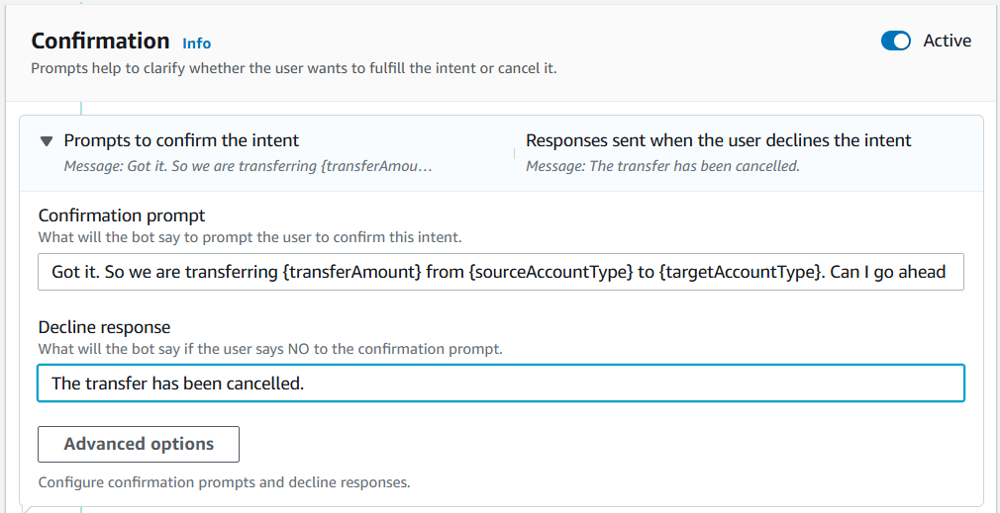 Confirmation Info
Active
Prompts help to clarify whether the user wants to fulfill the intent or cancel it.
Prompts to confirm the intent
Message: Got it. So we are transferring {transferAmou…
Responses sent when the user declines the intent
Message: The transfer has been cancelled.
Confirmation prompt
What will the bot say to prompt the user to confirm this intent.
Got it. So we are transferring {transferAmount} from {sourceAccountType} to {targetAccountType}. Can I go ahead
Decline response
What will the bot say if the user says NO to the confirmation prompt.
The transfer has been cancelled.
Advanced options
Configure confirmation prompts and decline responses.